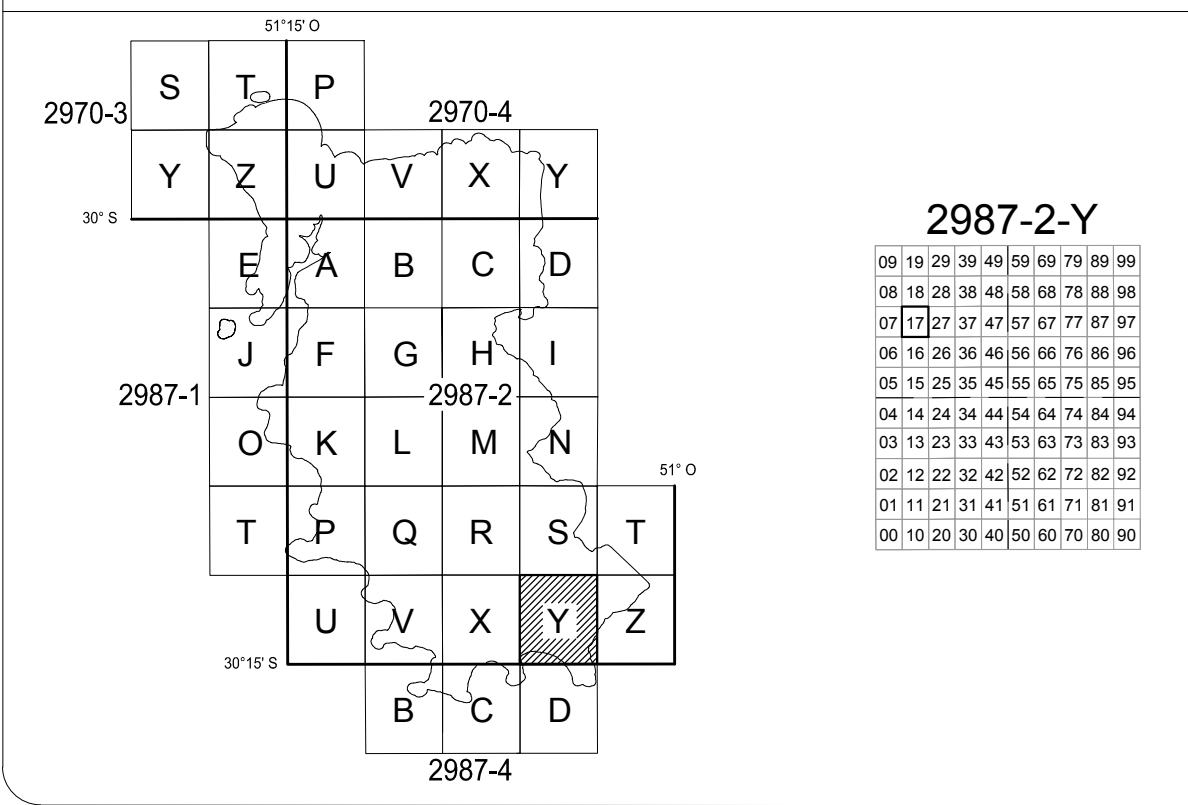 51°15' O
S T P
2970-3 2970-4
Y Z U V X Y
30° S
E A B C D
J F G H I
2987-1 2987-2
O K L M N
51° O
T P Q R S T
U V X Y Z
30°15' S
B C D
2987-4
2987-2-Y
09 19 29 39 49 59 69 79 89 99
08 18 28 38 48 58 68 78 88 98
07 17 27 37 47 57 67 77 87 97
06 16 26 36 46 56 66 76 86 96
05 15 25 35 45 55 65 75 85 95
04 14 24 34 44 54 64 74 84 94
03 13 23 33 43 53 63 73 83 93
02 12 22 32 42 52 62 72 82 92
01 11 21 31 41 51 61 71 81 91
00 10 20 30 40 50 60 70 80 90